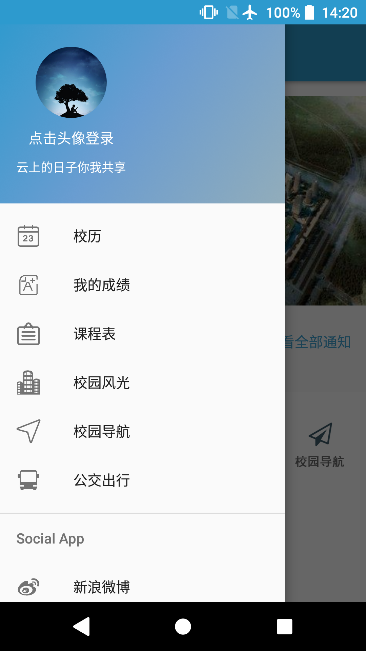 100% 14:20
点击头像登录
云上的日子你我共享
23 校历
A+ 我的成绩
课程表
校园风光
校园导航
公交出行
Social App
新浪微博
看全部通知
校园导航